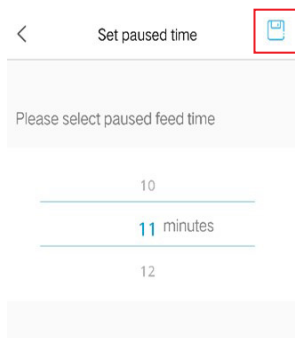 Set paused time
Please select paused feed time
10
11 minutes
12